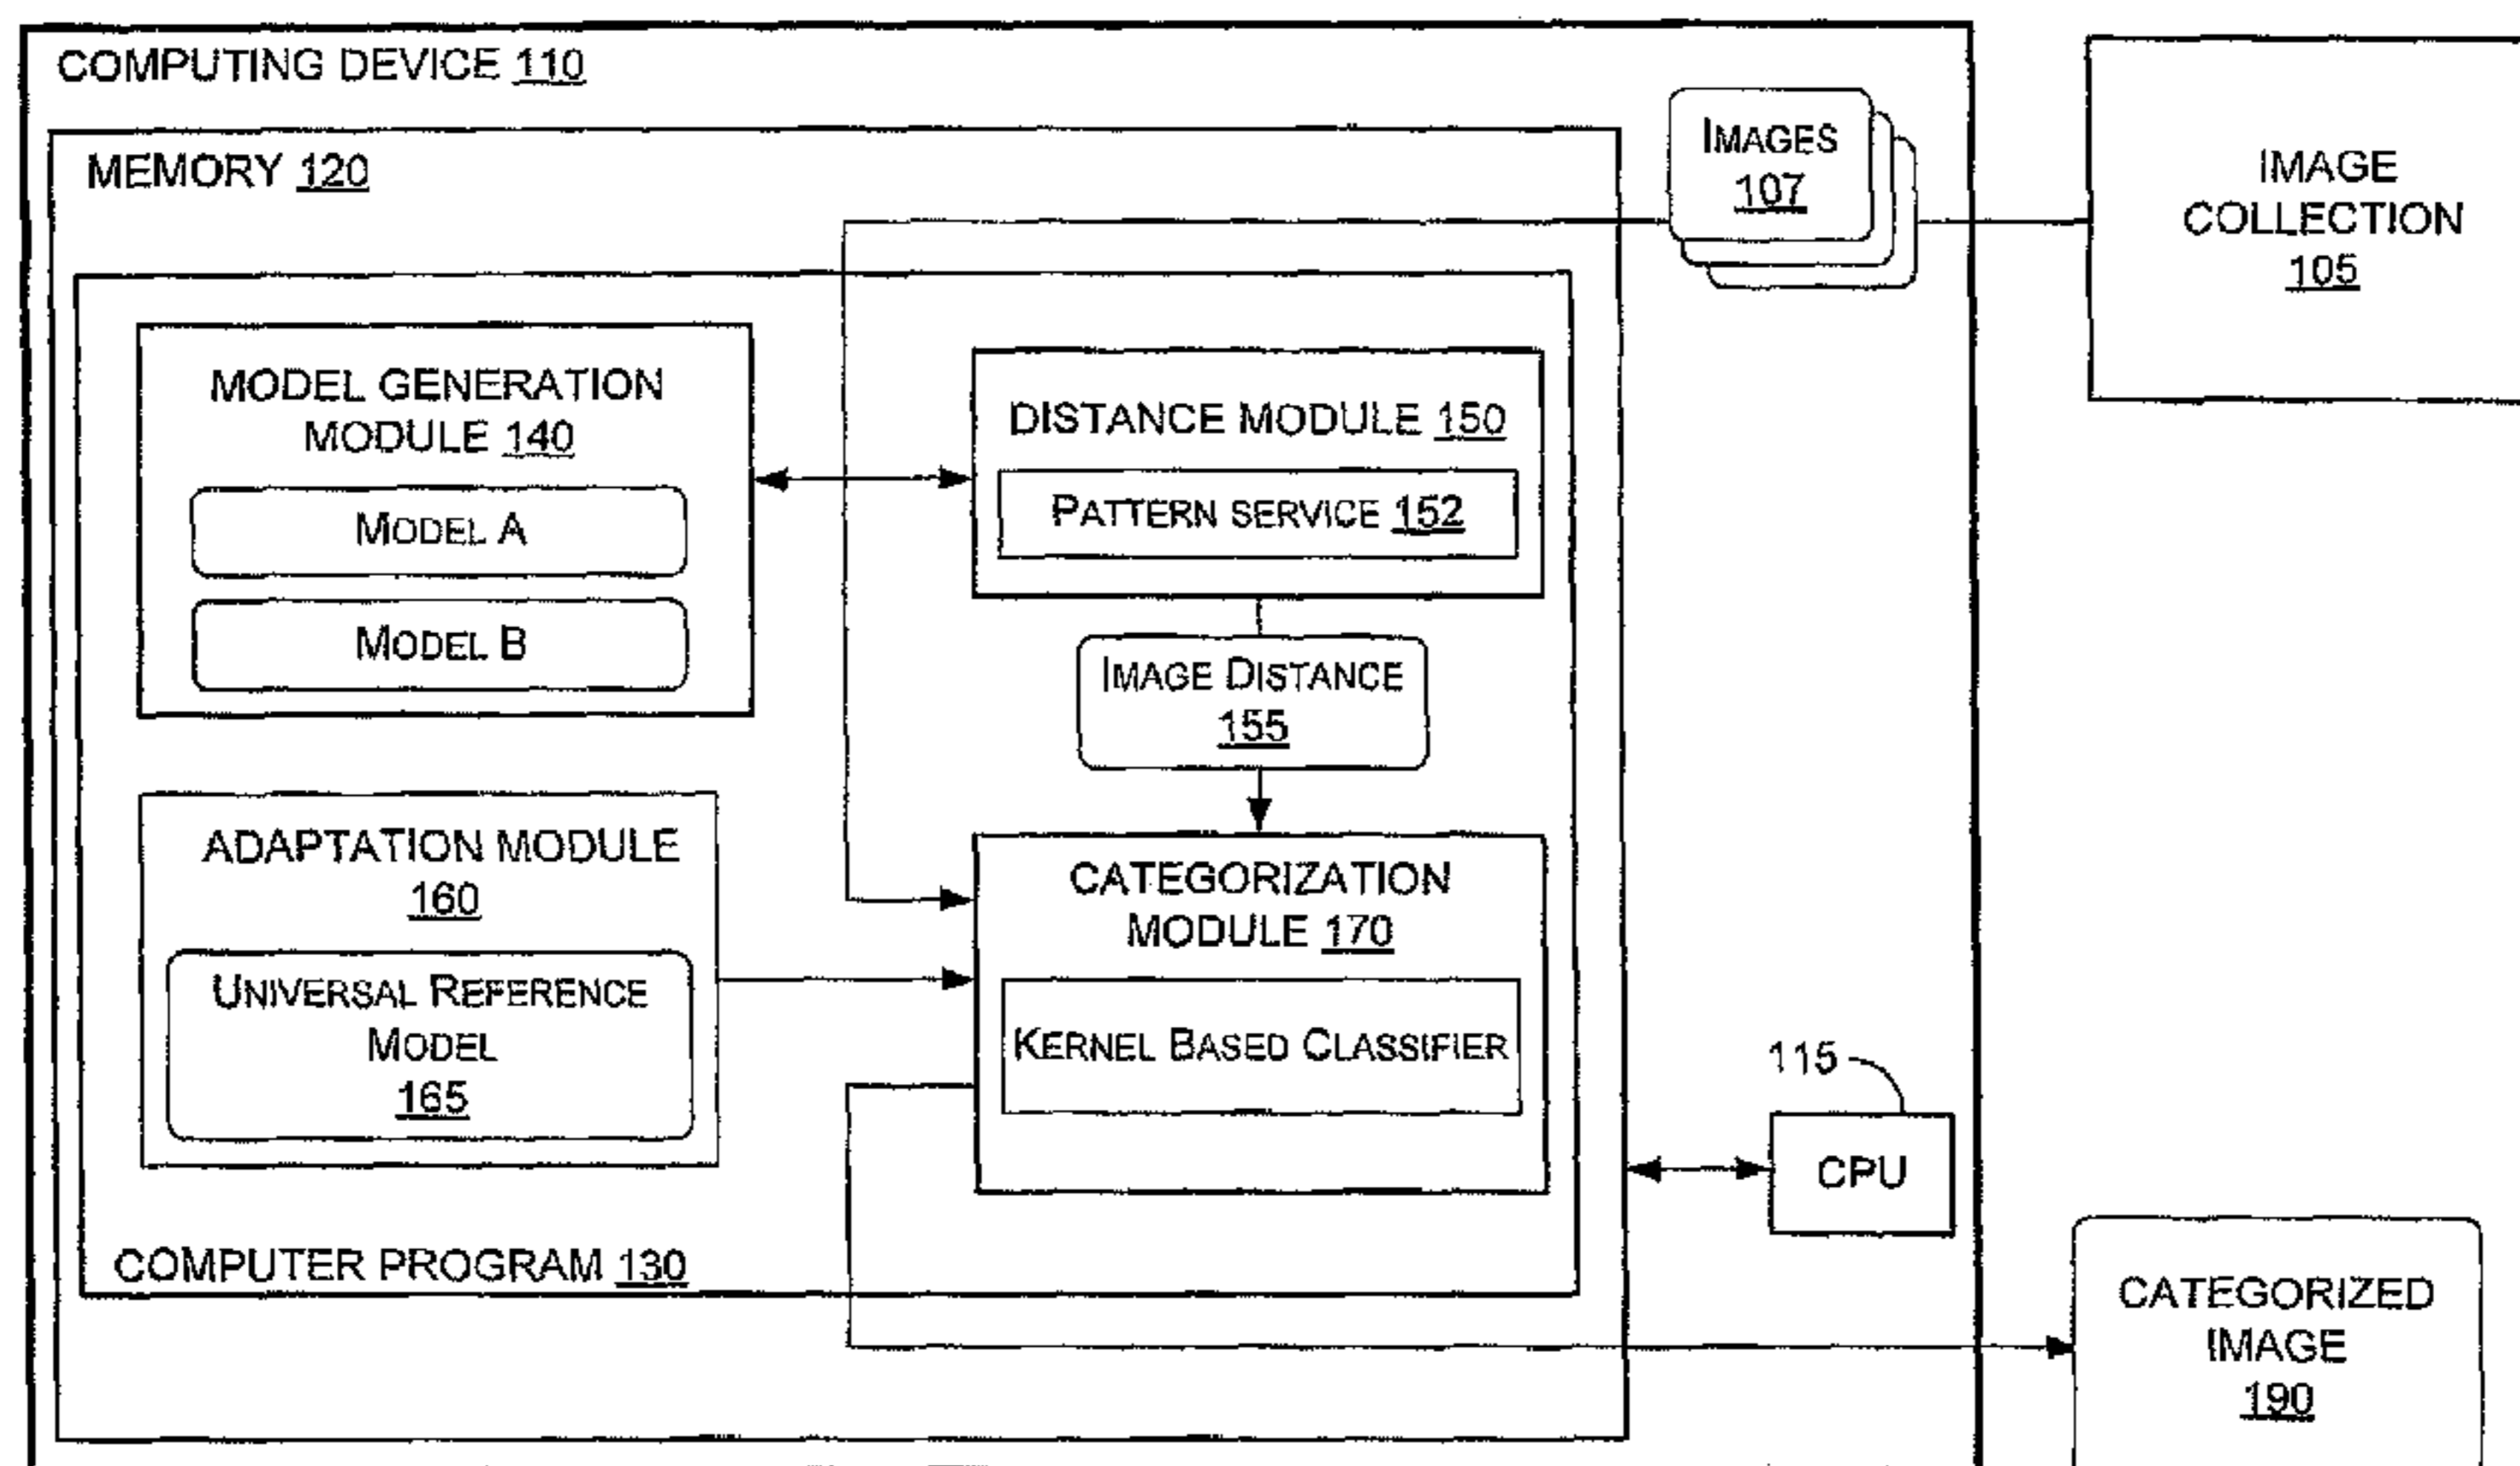 COMPUTING DEVICE 110
MEMORY 120
IMAGES
107
IMAGE
COLLECTION
105
MODEL GENERATION
MODULE 140
MODEL A
MODEL B
DISTANCE MODULE 150
PATTERN SERVICE 152
IMAGE DISTANCE
155
ADAPTATION MODULE
160
UNIVERSAL REFERENCE
MODEL
165
CATEGORIZATION
MODULE 170
KERNEL BASED CLASSIFIER
115
CPU
COMPUTER PROGRAM 130
CATEGORIZED
IMAGE
190